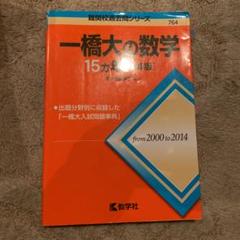 難関校過去問シリーズ
764
一橋大の数学
15カ年
●出題分野別に収録した
「一橋大入試問題事典」
from 2000 to 2014
教学社